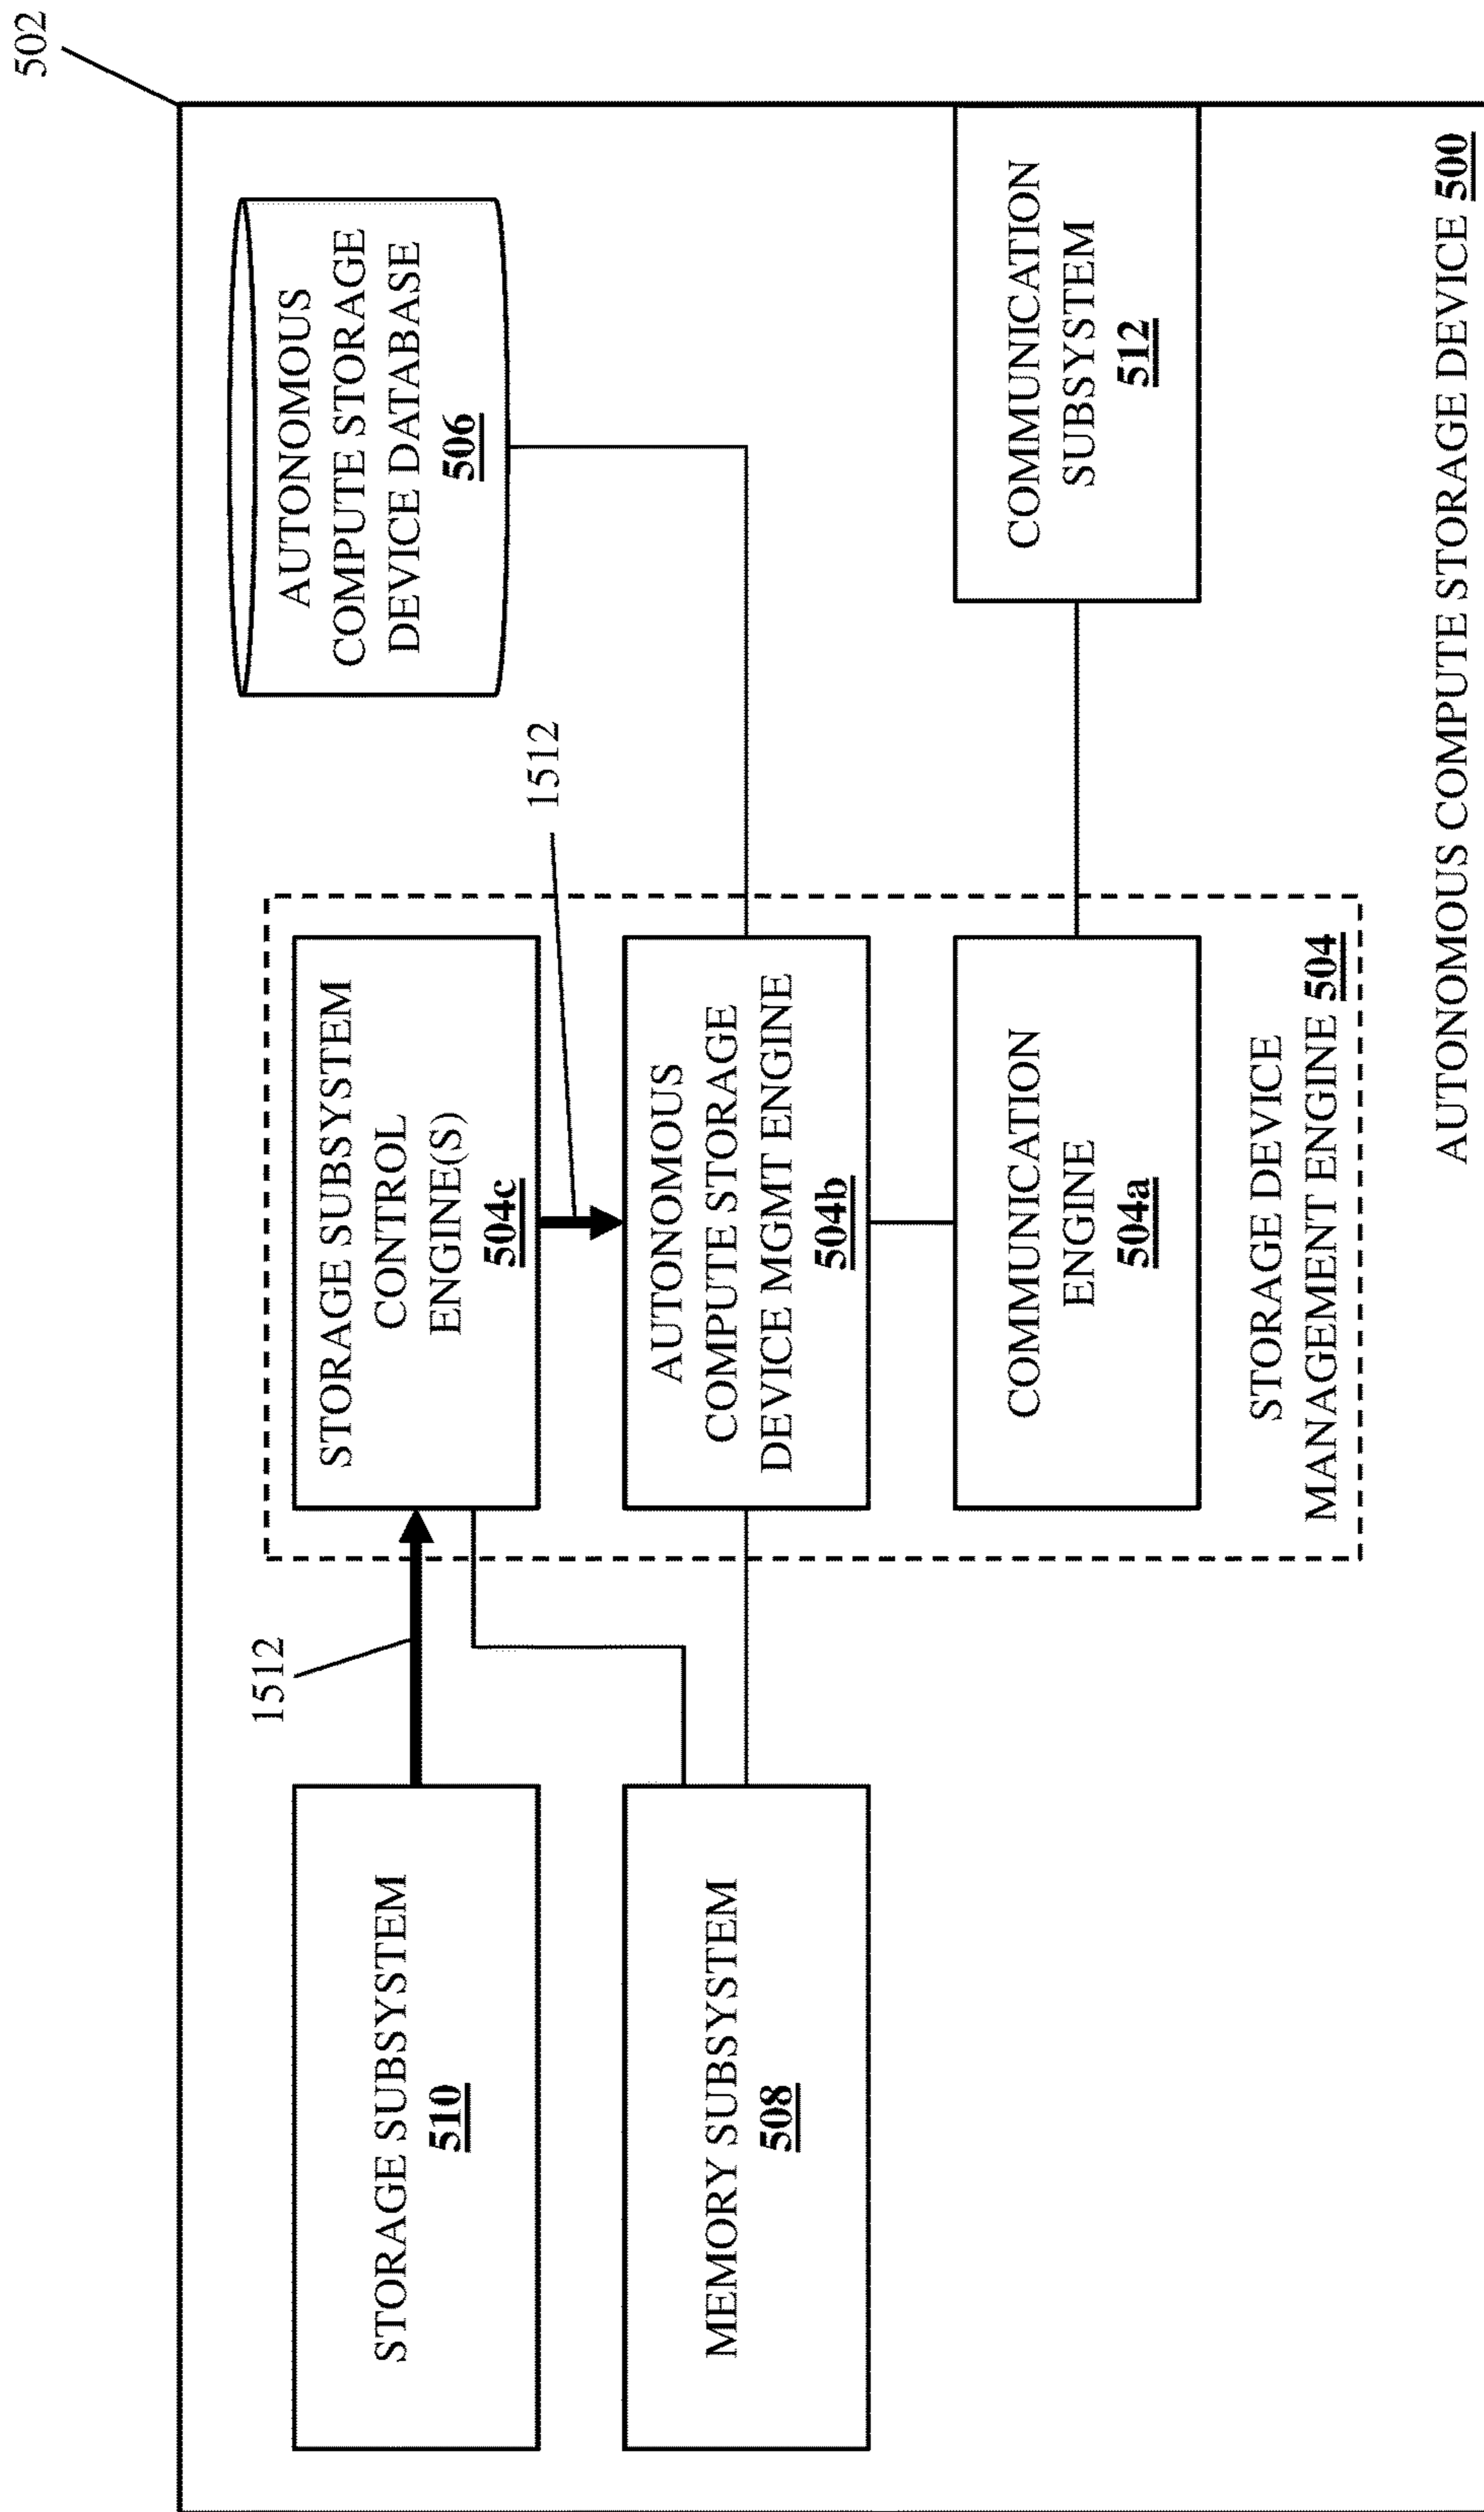 502
STORAGE SUBSYSTEM
510
1512
STORAGE SUBSYSTEM
CONTROL
ENGINE(S)
504c
1512
AUTONOMOUS
COMPUTE STORAGE
DEVICE DATABASE
506
MEMORY SUBSYSTEM
508
AUTONOMOUS
COMPUTE STORAGE
DEVICE MGMT ENGINE
504b
COMMUNICATION
ENGINE
504a
COMMUNICATION
SUBSYSTEM
512
STORAGE DEVICE
MANAGEMENT ENGINE 504
AUTONOMOUS COMPUTE STORAGE DEVICE 500